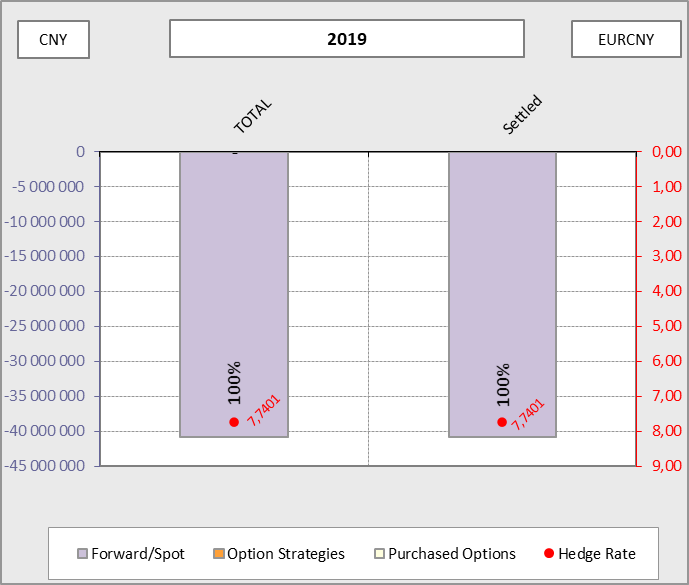 CNY
2019
EURCNY
TOTAL
Settled
0
-5 000 000
-10 000 000
-15 000 000
-20 000 000
-25 000 000
-30 000 000
-35 000 000
-40 000 000
-45 000 000
100%
7,7401
100%
7,7401
0,00
1,00
2,00
3,00
4,00
5,00
6,00
7,00
8,00
9,00
Forward/Spot
Option Strategies
Purchased Options
Hedge Rate